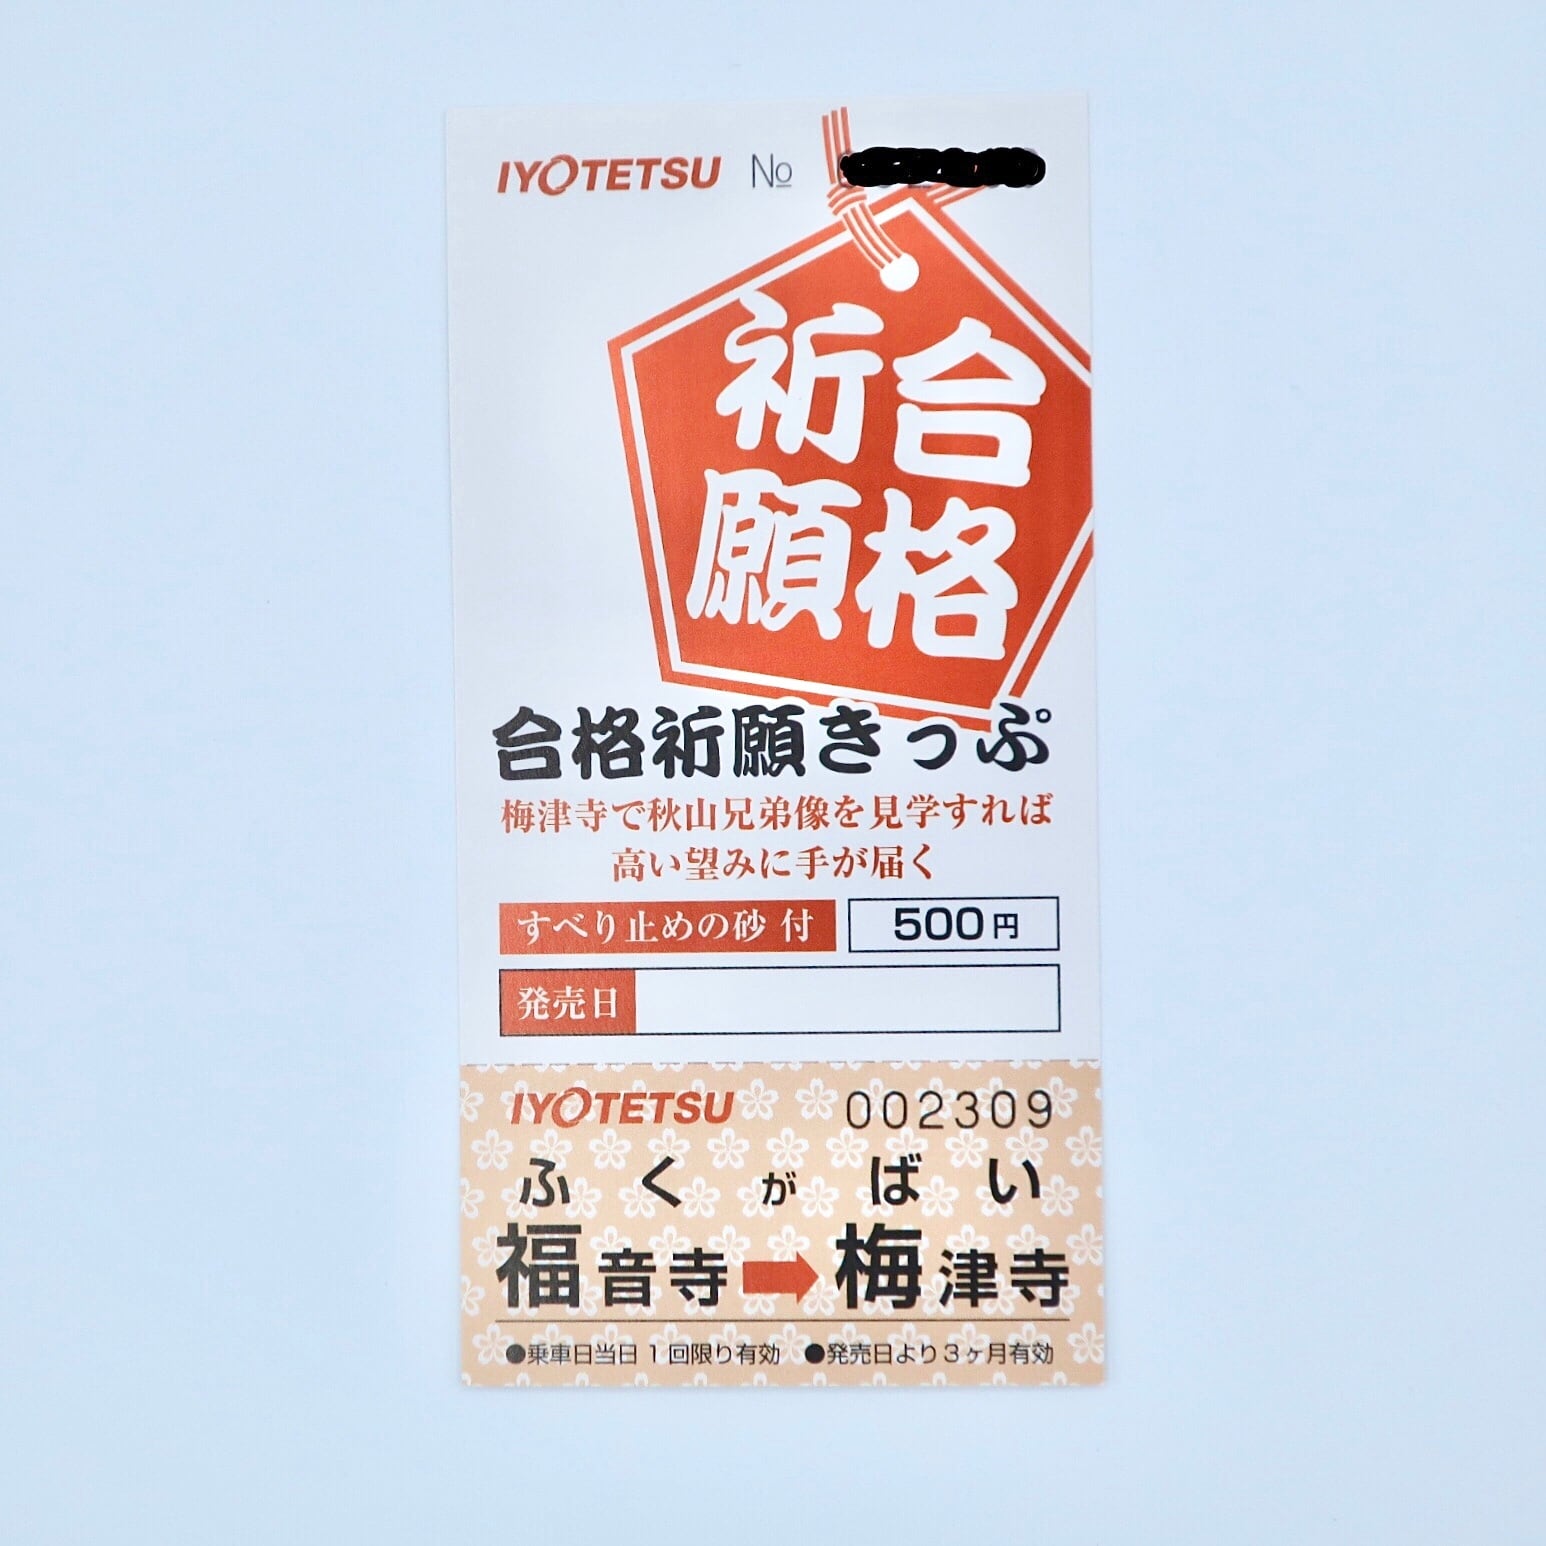 IYOTETSU №
合格
祈願
合格祈願きっぷ
梅津寺で秋山兄弟像を見学すれば
高い望みに手が届く
すべり止めの砂 付 500円
発売日
IYOTETSU 002309
ふくがばい
福音寺➡梅津寺
●乗車日当日1回限り有効 ●発売日より3ヶ月有効